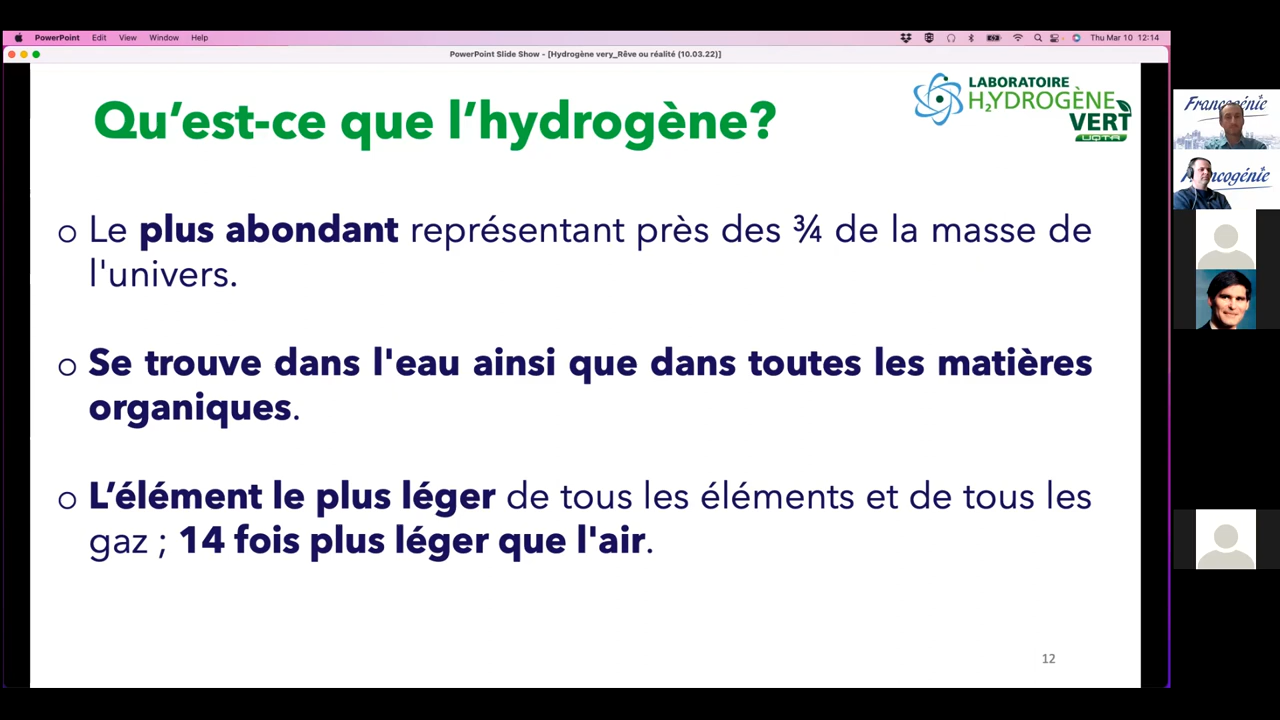 PowerPoint Edit View Window Help Thu Mar 10 12:14
PowerPoint Slide Show - [Hydrogène very_Rêve ou réalité (10.03.22)]
Qu’est-ce que l’hydrogène?
LABORATOIRE
H₂YDROGÈNE
VERT
UQTR
o Le plus abondant représentant près des ¾ de la masse de
l'univers.
o Se trouve dans l'eau ainsi que dans toutes les matières
organiques.
o L’élément le plus léger de tous les éléments et de tous les
gaz ; 14 fois plus léger que l'air.
12
Francogénie